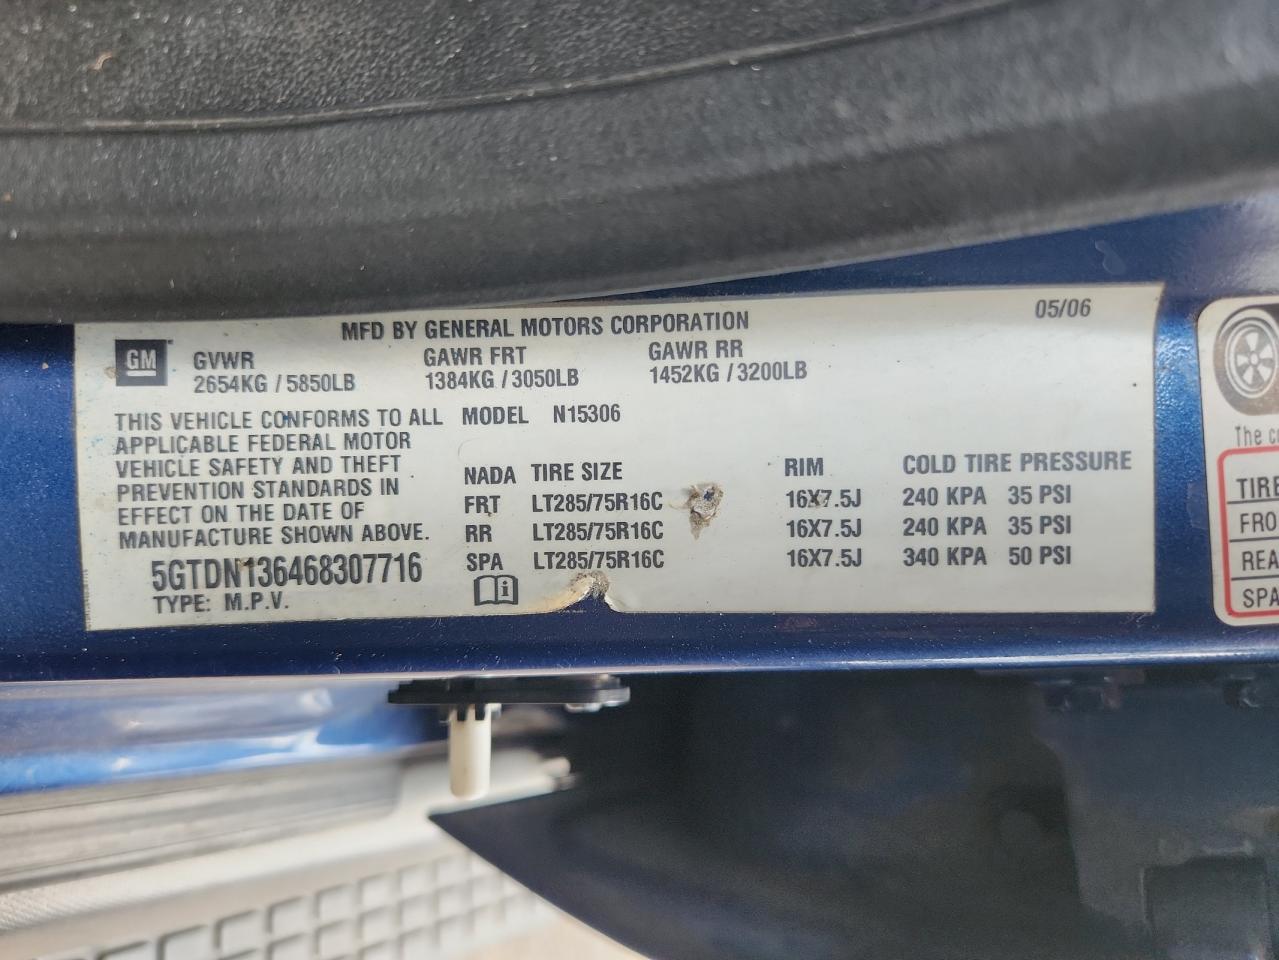 MFD BY GENERAL MOTORS CORPORATION 05/06
GM
GVWR GAWR FRT GAWR RR
2654KG / 5850LB 1384KG / 3050LB 1452KG / 3200LB
THIS VEHICLE CONFORMS TO ALL
APPLICABLE FEDERAL MOTOR
VEHICLE SAFETY AND THEFT
PREVENTION STANDARDS IN
EFFECT ON THE DATE OF
MANUFACTURE SHOWN ABOVE.
5GTDN136468307716
TYPE: M.P.V.
MODEL N15306
NADA TIRE SIZE RIM COLD TIRE PRESSURE
FRT LT285/75R16C 16X7.5J 240 KPA 35 PSI
RR LT285/75R16C 16X7.5J 240 KPA 35 PSI
SPA LT285/75R16C 16X7.5J 340 KPA 50 PSI
The
TIRE